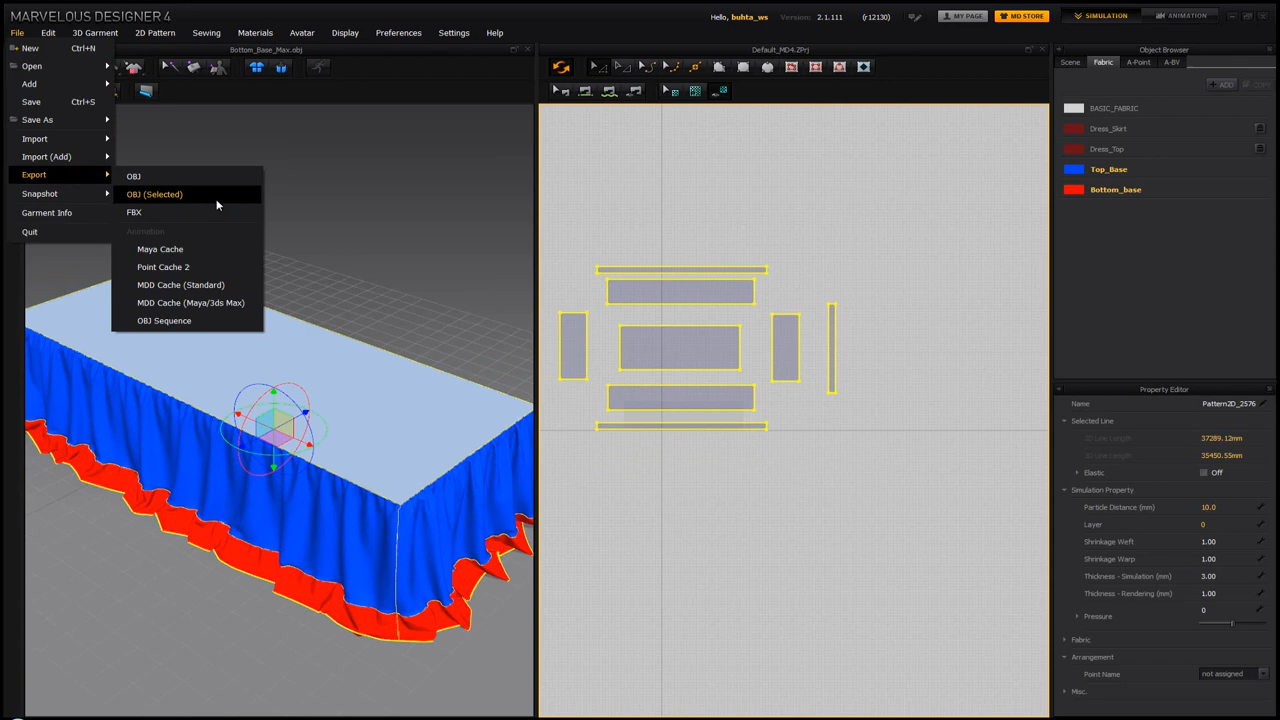 MARVELOUS DESIGNER 4
Hello, buhta_ws
Version: 2.1.111 (r12130)
MY PAGE
MD STORE
SIMULATION
ANIMATION
File Edit 3D Garment 2D Pattern Sewing Materials Avatar Display Preferences Settings Help
New Ctrl+N
Open
Add
Save Ctrl+S
Save As
Import
Import (Add)
Export
Snapshot
Garment Info
Quit
OBJ
OBJ (Selected)
FBX
Animation
Maya Cache
Point Cache 2
MDD Cache (Standard)
MDD Cache (Maya/3ds Max)
OBJ Sequence
Bottom_Base_Max.obj
Default_MD4.ZPrj
Object Browser
Scene Fabric A-Point A-BV
ADD COPY
BASIC_FABRIC
Dress_Skirt
Dress_Top
Top_Base
Bottom_base
Property Editor
Name Pattern2D_2576
Selected Line
2D Line Length 37289.12mm
3D Line Length 35450.55mm
Elastic Off
Simulation Property
Particle Distance (mm) 10.0
Layer 0
Shrinkage Weft 1.00
Shrinkage Warp 1.00
Thickness - Simulation (mm) 3.00
Thickness - Rendering (mm) 1.00
Pressure 0
Fabric
Arrangement
Point Name not assigned
Misc.